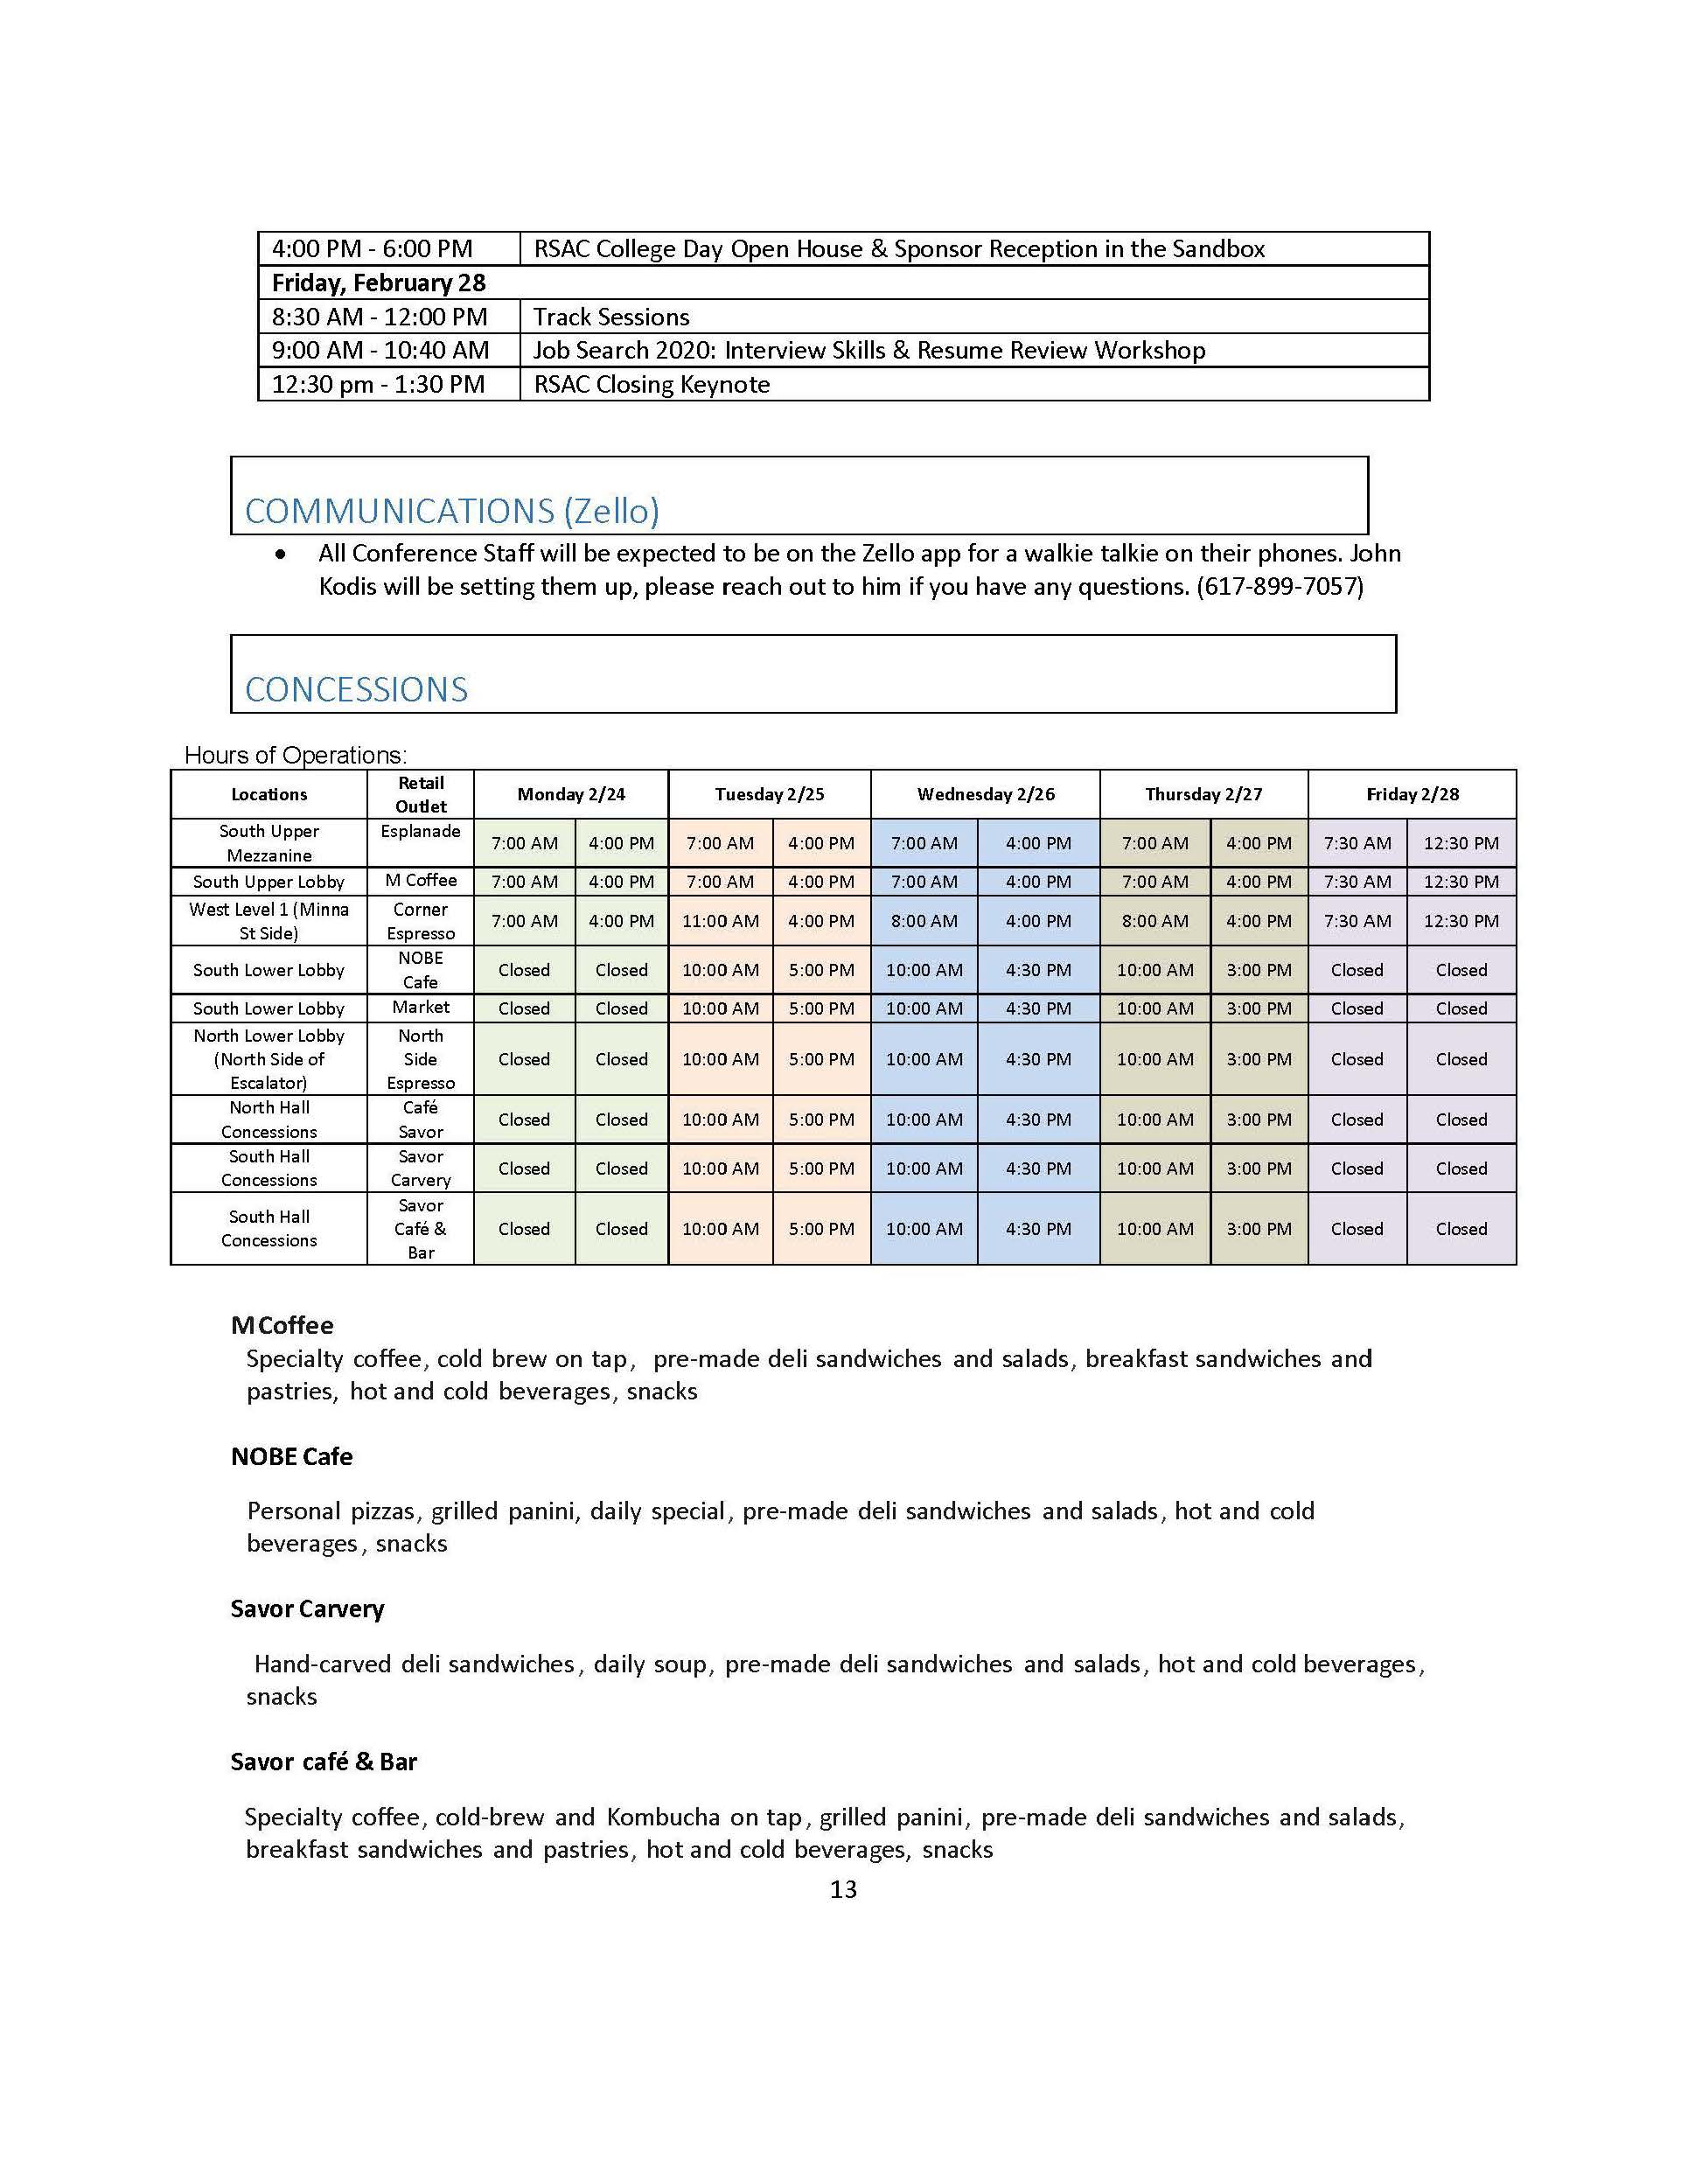 4:00 PM - 6:00 PM RSAC College Day Open House & Sponsor Reception in the Sandbox
Friday, February 28
8:30 AM - 12:00 PM Track Sessions
9:00 AM - 10:40 AM Job Search 2020: Interview Skills & Resume Review Workshop
12:30 pm - 1:30 PM RSAC Closing Keynote
COMMUNICATIONS (Zello)
• All Conference Staff will be expected to be on the Zello app for a walkie talkie on their phones. John
Kodis will be setting them up, please reach out to him if you have any questions. (617-899-7057)
CONCESSIONS
Hours of Operations:
Locations Retail Outlet Monday 2/24 Tuesday 2/25 Wednesday 2/26 Thursday 2/27 Friday 2/28
South Upper Mezzanine Esplanade 7:00 AM 4:00 PM 7:00 AM 4:00 PM 7:00 AM 4:00 PM 7:00 AM 4:00 PM 7:30 AM 12:30 PM
South Upper Lobby M Coffee 7:00 AM 4:00 PM 7:00 AM 4:00 PM 7:00 AM 4:00 PM 7:00 AM 4:00 PM 7:30 AM 12:30 PM
West Level 1 (Minna St Side) Corner Espresso 7:00 AM 4:00 PM 11:00 AM 4:00 PM 8:00 AM 4:00 PM 8:00 AM 4:00 PM 7:30 AM 12:30 PM
South Lower Lobby NOBE Cafe Closed Closed 10:00 AM 5:00 PM 10:00 AM 4:30 PM 10:00 AM 3:00 PM Closed Closed
South Lower Lobby Market Closed Closed 10:00 AM 5:00 PM 10:00 AM 4:30 PM 10:00 AM 3:00 PM Closed Closed
North Lower Lobby (North Side of Escalator) North Side Espresso Closed Closed 10:00 AM 5:00 PM 10:00 AM 4:30 PM 10:00 AM 3:00 PM Closed Closed
North Hall Concessions Café Savor Closed Closed 10:00 AM 5:00 PM 10:00 AM 4:30 PM 10:00 AM 3:00 PM Closed Closed
South Hall Concessions Savor Carvery Closed Closed 10:00 AM 5:00 PM 10:00 AM 4:30 PM 10:00 AM 3:00 PM Closed Closed
South Hall Concessions Savor Café & Bar Closed Closed 10:00 AM 5:00 PM 10:00 AM 4:30 PM 10:00 AM 3:00 PM Closed Closed
M Coffee
Specialty coffee, cold brew on tap, pre-made deli sandwiches and salads, breakfast sandwiches and
pastries, hot and cold beverages, snacks
NOBE Cafe
Personal pizzas, grilled panini, daily special, pre-made deli sandwiches and salads, hot and cold
beverages, snacks
Savor Carvery
Hand-carved deli sandwiches, daily soup, pre-made deli sandwiches and salads, hot and cold beverages,
snacks
Savor café & Bar
Specialty coffee, cold-brew and Kombucha on tap, grilled panini, pre-made deli sandwiches and salads,
breakfast sandwiches and pastries, hot and cold beverages, snacks
13